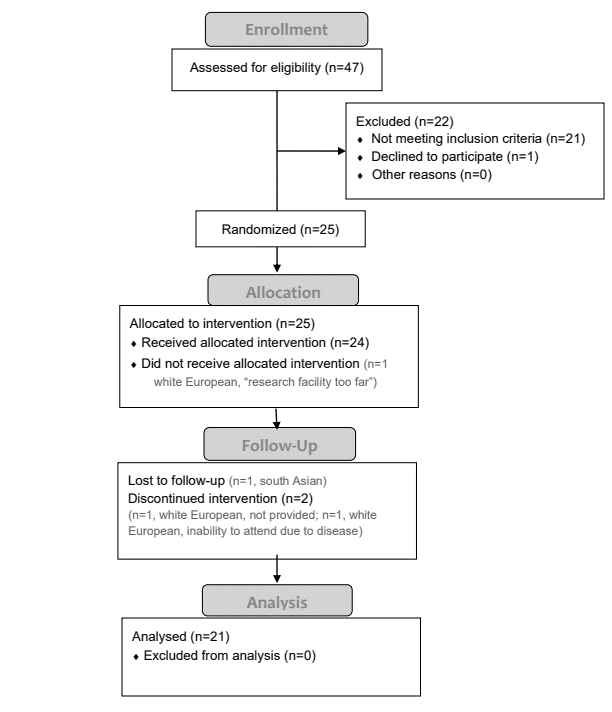 Enrollment
Assessed for eligibility (n=47)
Excluded (n=22)
♦ Not meeting inclusion criteria (n=21)
♦ Declined to participate (n=1)
♦ Other reasons (n=0)
Randomized (n=25)
Allocation
Allocated to intervention (n=25)
♦ Received allocated intervention (n=24)
♦ Did not receive allocated intervention (n=1
white European, “research facility too far”)
Follow-Up
Lost to follow-up (n=1, south Asian)
Discontinued intervention (n=2)
(n=1, white European, not provided; n=1, white
European, inability to attend due to disease)
Analysis
Analysed (n=21)
♦ Excluded from analysis (n=0)